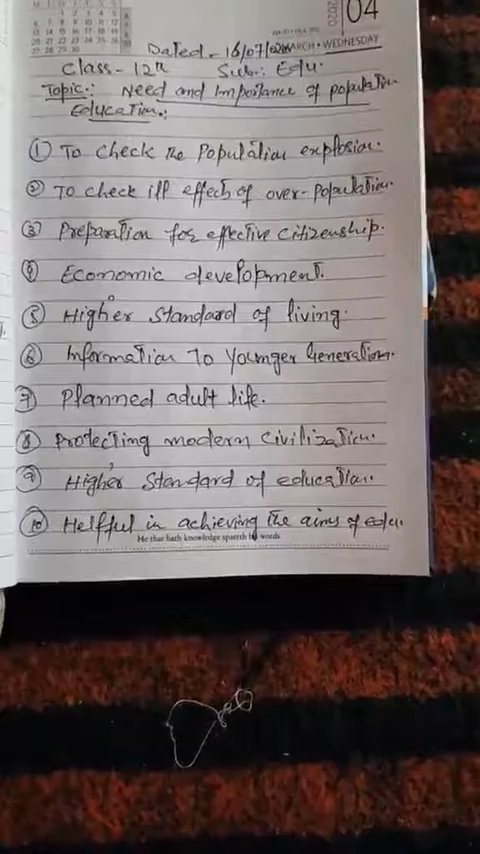 04
2020
MARCH • WEDNESDAY
Dated - 16/07/
Class - 12th Sub.: Edu.
Topic: Need and Importance of population
Education.:
① To check the Population explosion.
② To check ill effects of over-population.
③ Preparation for effective citizenship.
④ Economic development.
⑤ Higher Standard of living.
⑥ Information To younger Generation.
⑦ Planned adult life.
⑧ Protecting modern civilization.
⑨ Higher Standard of education.
⑩ Helpful in achieving the aims of edu.
He that hath knowledge spareth his words